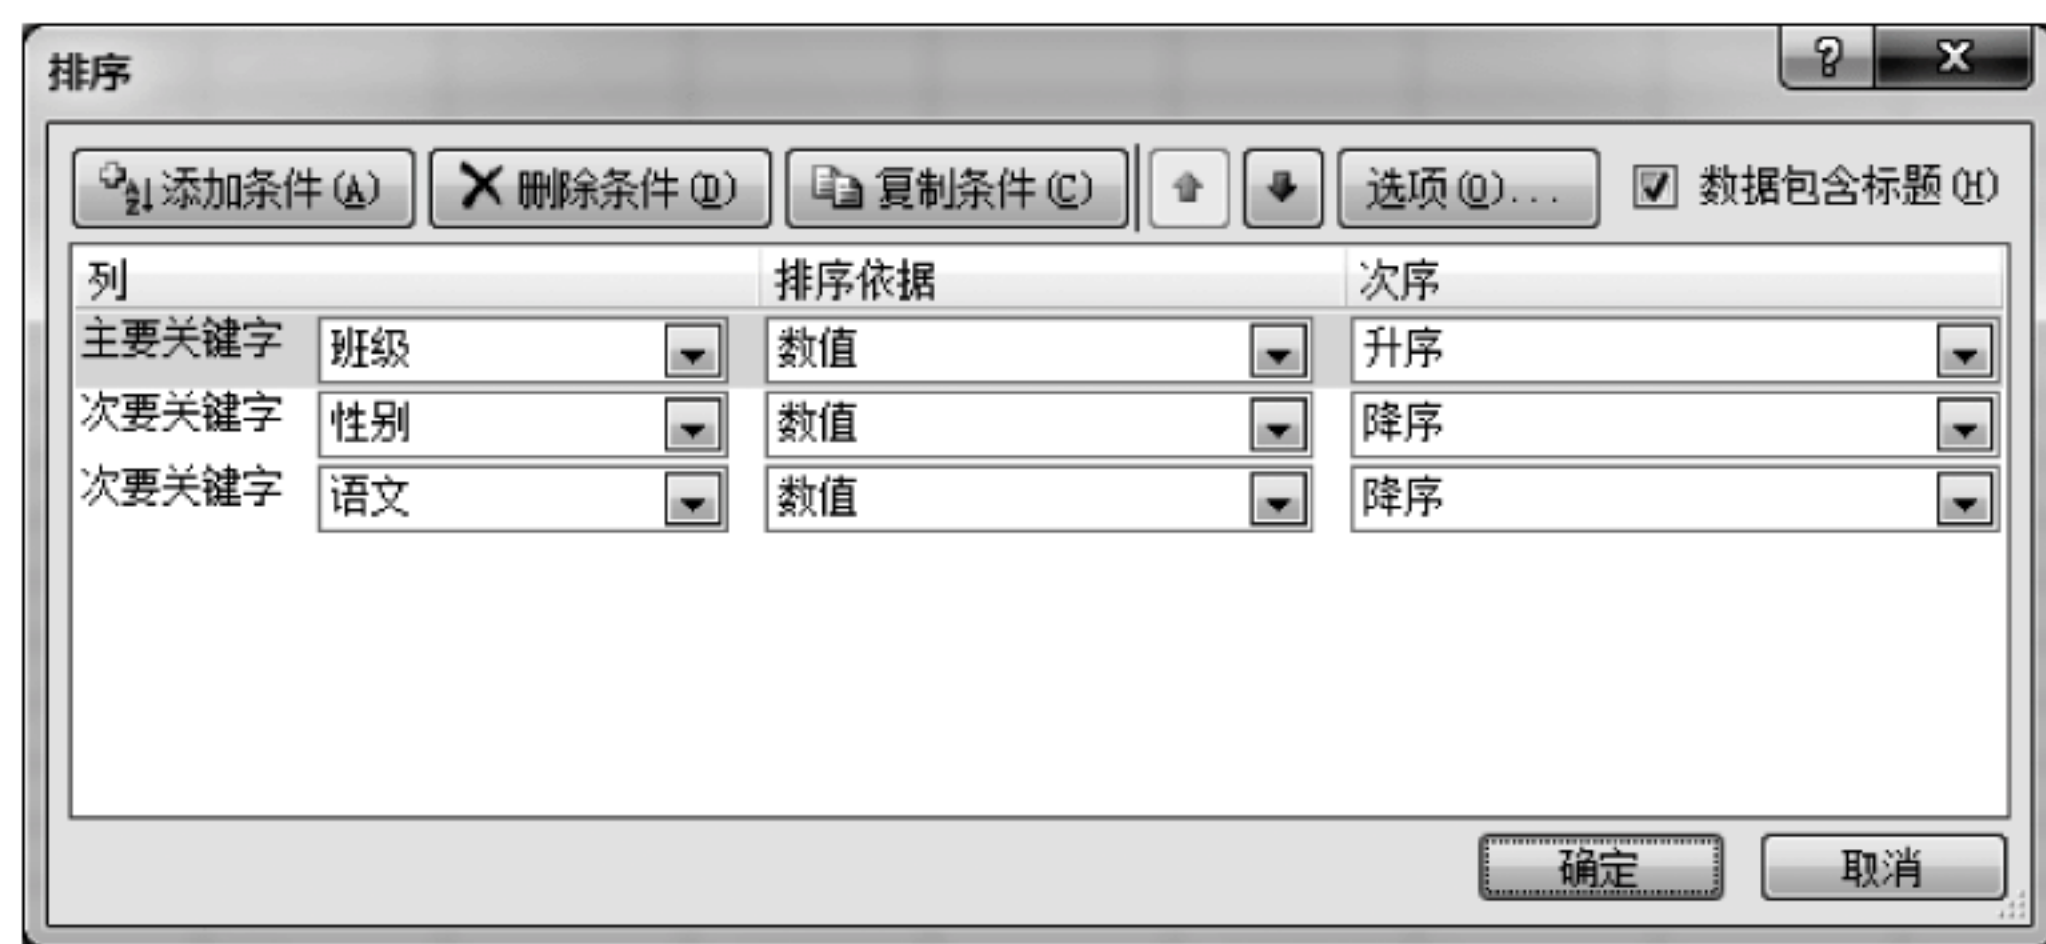 排序
添加条件(A) 删除条件(D) 复制条件(C) 选项(O)... 数据包含标题(H)
列 排序依据 次序
主要关键字 班级 数值 升序
次要关键字 性别 数值 降序
次要关键字 语文 数值 降序
确定 取消